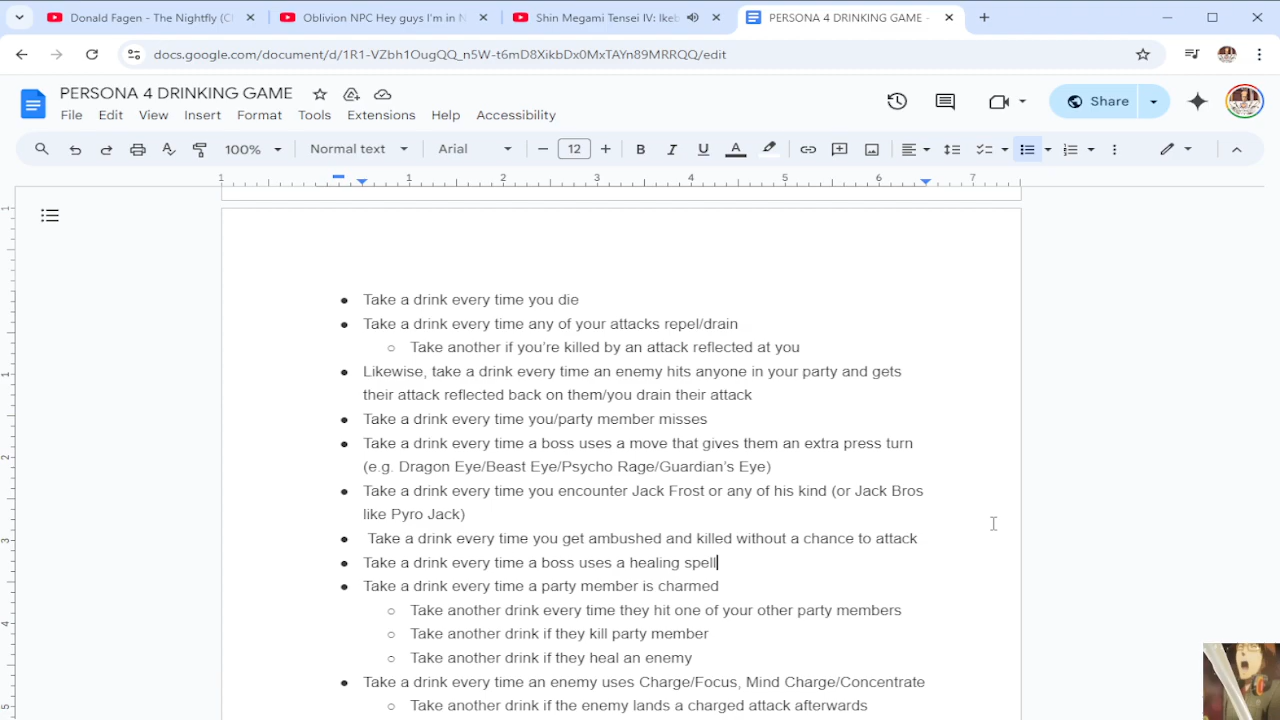 Donald Fagen - The Nightfly (Cl
Oblivion NPC Hey guys I'm in N
Shin Megami Tensei IV: Ikeb
PERSONA 4 DRINKING GAME -
docs.google.com/document/d/1R1-VZbh1OugQQ_n5W-t6mD8XikbDx0MxTAYn89MRRQQ/edit
PERSONA 4 DRINKING GAME
File Edit View Insert Format Tools Extensions Help Accessibility
Share
100% Normal text Arial 12 B I U A
1 1 2 3 4 5 6 7
Take a drink every time you die
Take a drink every time any of your attacks repel/drain
Take another if you're killed by an attack reflected at you
Likewise, take a drink every time an enemy hits anyone in your party and gets
their attack reflected back on them/you drain their attack
Take a drink every time you/party member misses
Take a drink every time a boss uses a move that gives them an extra press turn
(e.g. Dragon Eye/Beast Eye/Psycho Rage/Guardian's Eye)
Take a drink every time you encounter Jack Frost or any of his kind (or Jack Bros
like Pyro Jack)
Take a drink every time you get ambushed and killed without a chance to attack
Take a drink every time a boss uses a healing spell
Take a drink every time a party member is charmed
Take another drink every time they hit one of your other party members
Take another drink if they kill party member
Take another drink if they heal an enemy
Take a drink every time an enemy uses Charge/Focus, Mind Charge/Concentrate
Take another drink if the enemy lands a charged attack afterwards